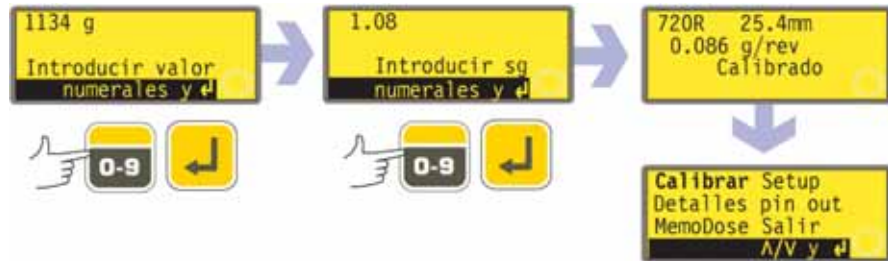 1134 g
Introducir valor
numerales y ↲
0-9
1.08
Introducir sg
numerales y ↲
0-9
720R 25.4mm
0.086 g/rev
Calibrado
Calibrar Setup
Detalles pin out
MemoDose Salir
Λ/V y ↲